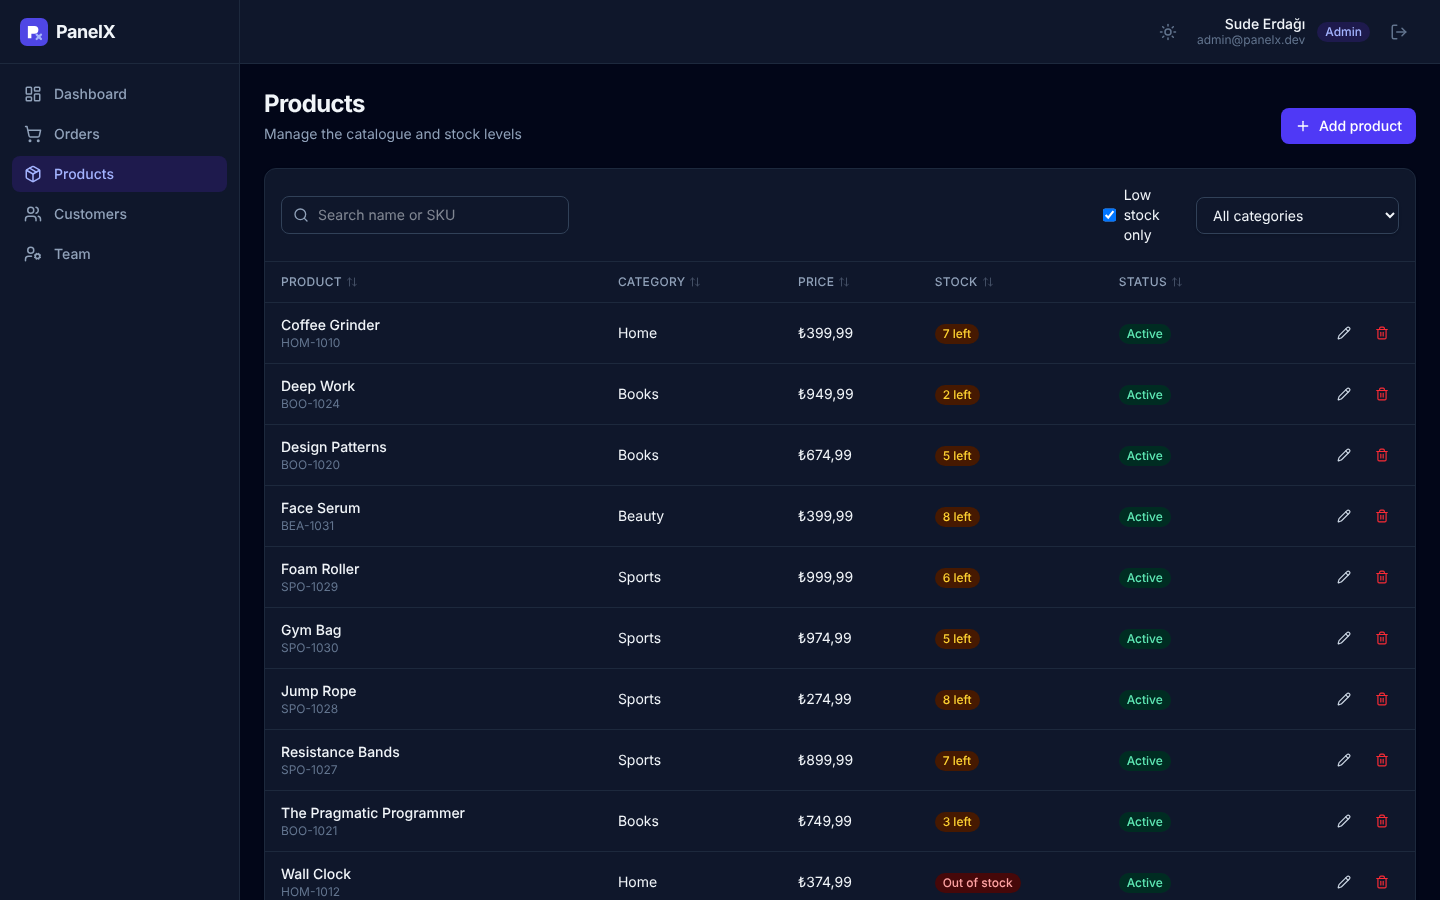 PanelX
Sude Erdağı
admin@panelx.dev
Admin
Dashboard
Orders
Products
Customers
Team
Products
Manage the catalogue and stock levels
Add product
Search name or SKU
Low
stock
only
All categories
PRODUCT CATEGORY PRICE STOCK STATUS
Coffee Grinder
HOM-1010
Home ₺399,99 7 left Active
Deep Work
BOO-1024
Books ₺949,99 2 left Active
Design Patterns
BOO-1020
Books ₺674,99 5 left Active
Face Serum
BEA-1031
Beauty ₺399,99 8 left Active
Foam Roller
SPO-1029
Sports ₺999,99 6 left Active
Gym Bag
SPO-1030
Sports ₺974,99 5 left Active
Jump Rope
SPO-1028
Sports ₺274,99 8 left Active
Resistance Bands
SPO-1027
Sports ₺899,99 7 left Active
The Pragmatic Programmer
BOO-1021
Books ₺749,99 3 left Active
Wall Clock
HOM-1012
Home ₺374,99 Out of stock Active